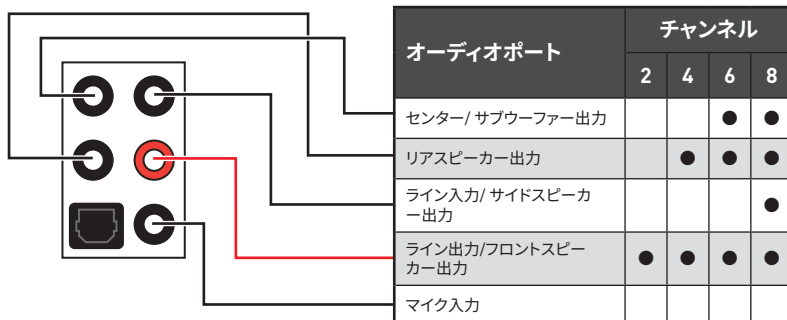 オーディオポート
チャンネル
2 4 6 8
センター/ サブウーファー出力 ● ●
リアスピーカー出力 ● ● ●
ライン入力/ サイドスピーカ
ー出力 ●
ライン出力/フロントスピー
カー出力 ● ● ● ●
マイク入力